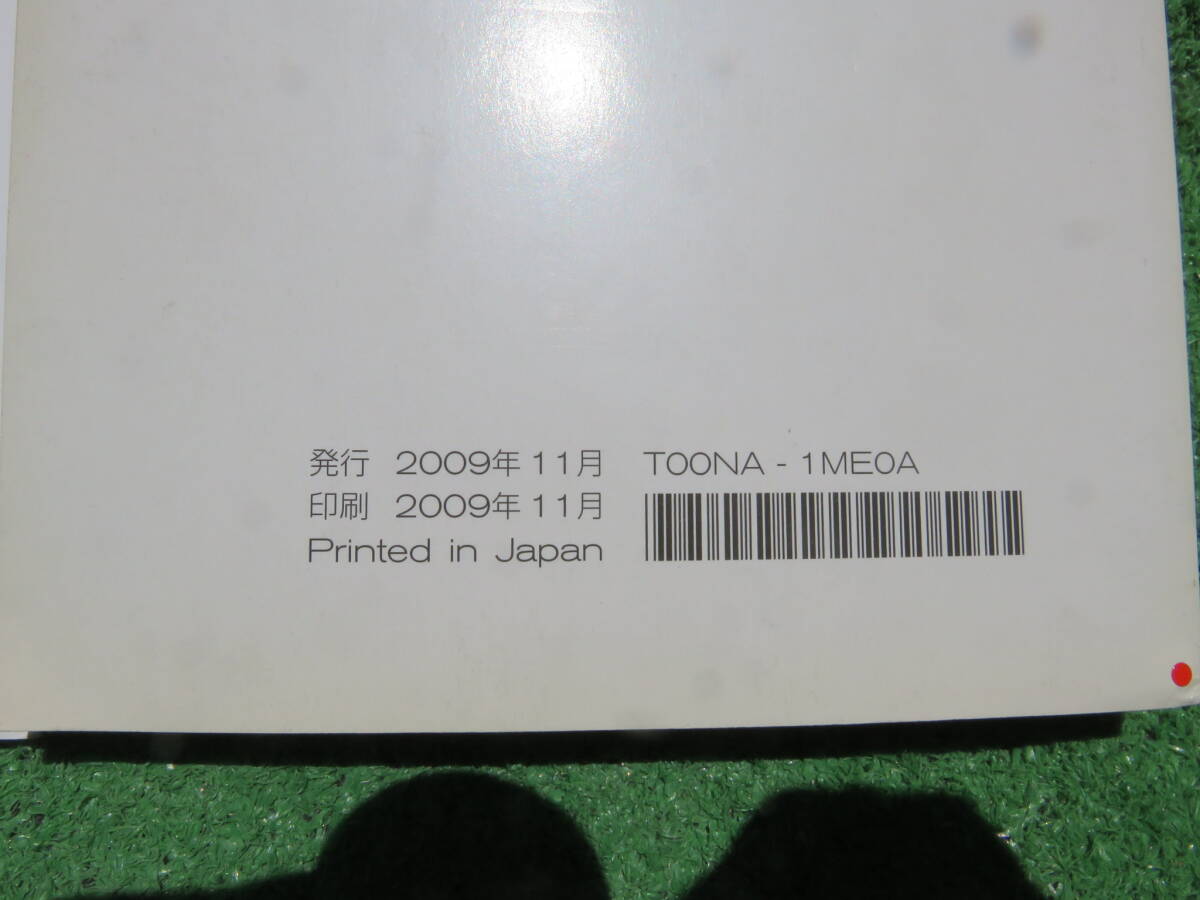 発行 2009年11月 T00NA - 1ME0A
印刷 2009年11月
Printed in Japan